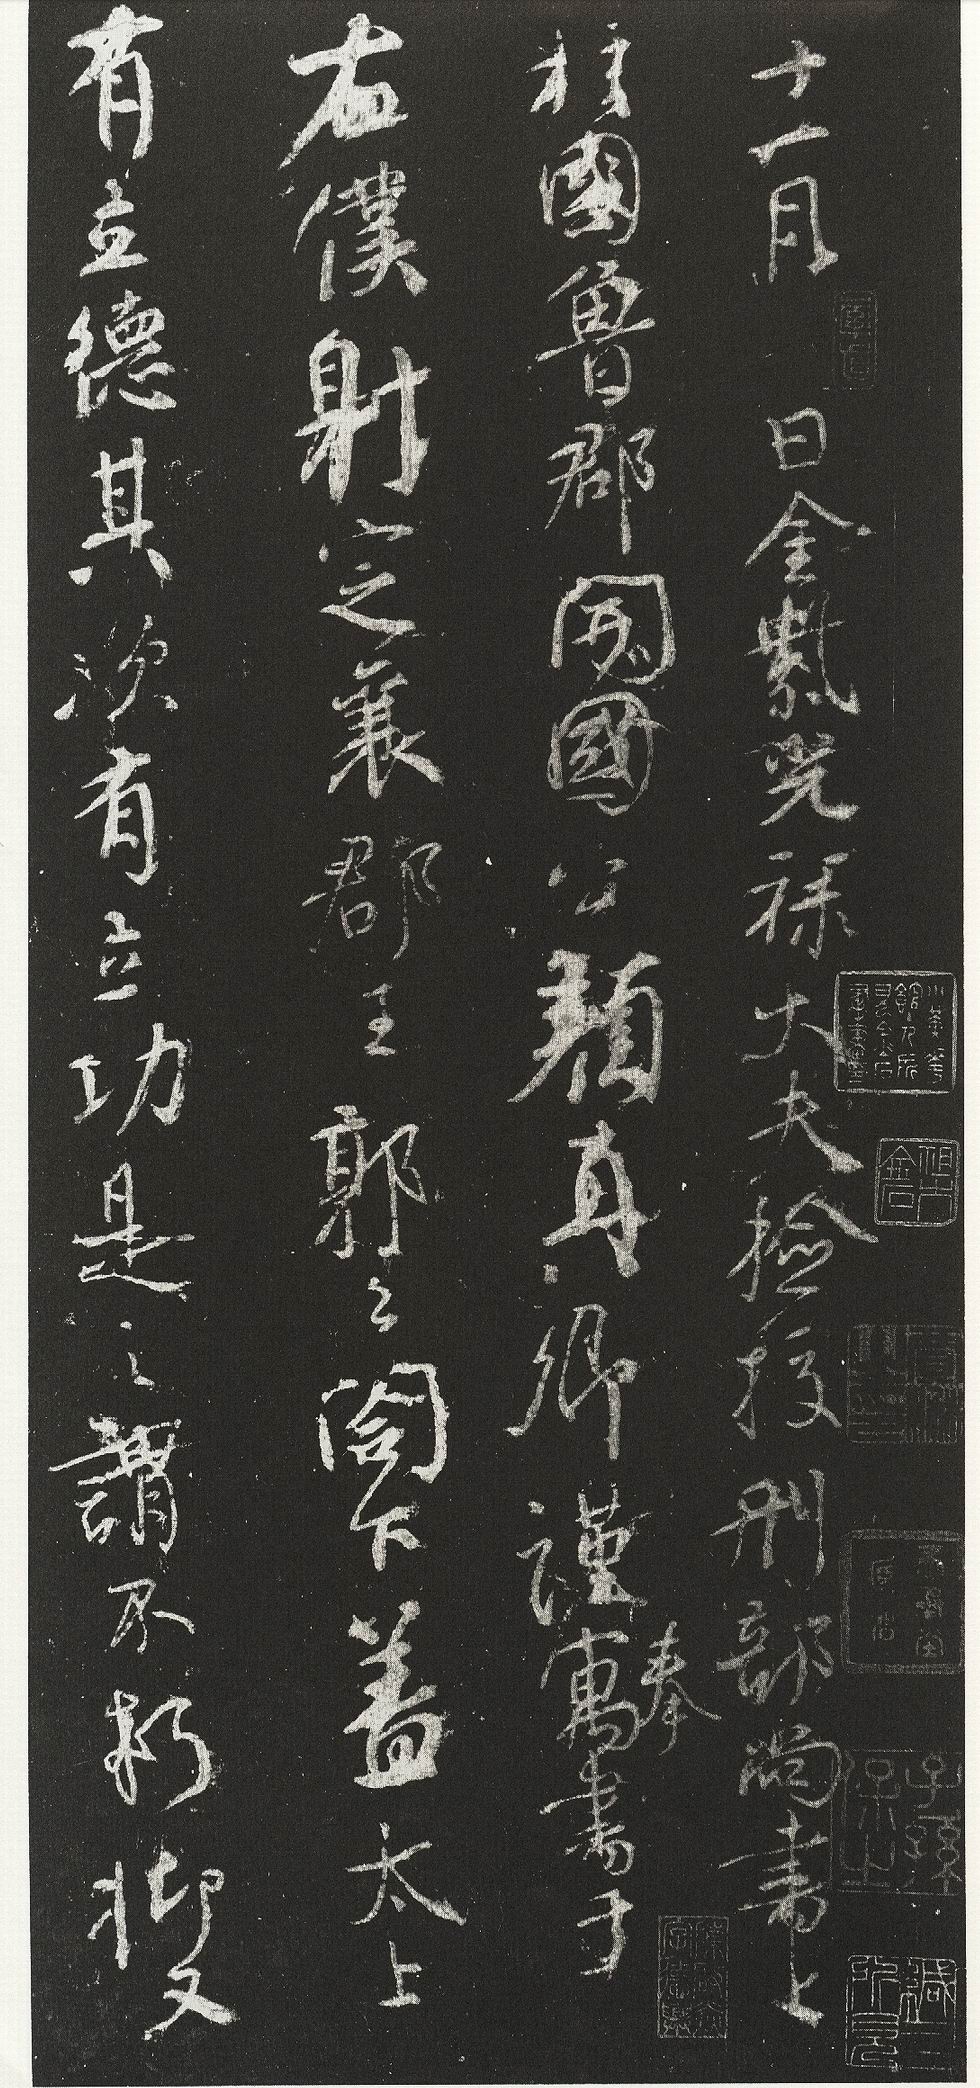 十一月日金紫光祿大夫檢校刑部尚書上
柱國魯郡開國公顏真卿謹奉寓書于
右僕射定襄郡王郭公閤下蓋太上
有立德其次有立功是之謂不朽抑又